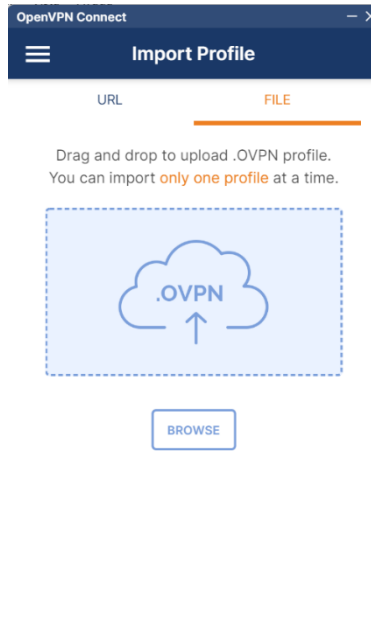 OpenVPN Connect
Import Profile
URL
FILE
Drag and drop to upload .OVPN profile.
You can import only one profile at a time.
.OVPN
BROWSE